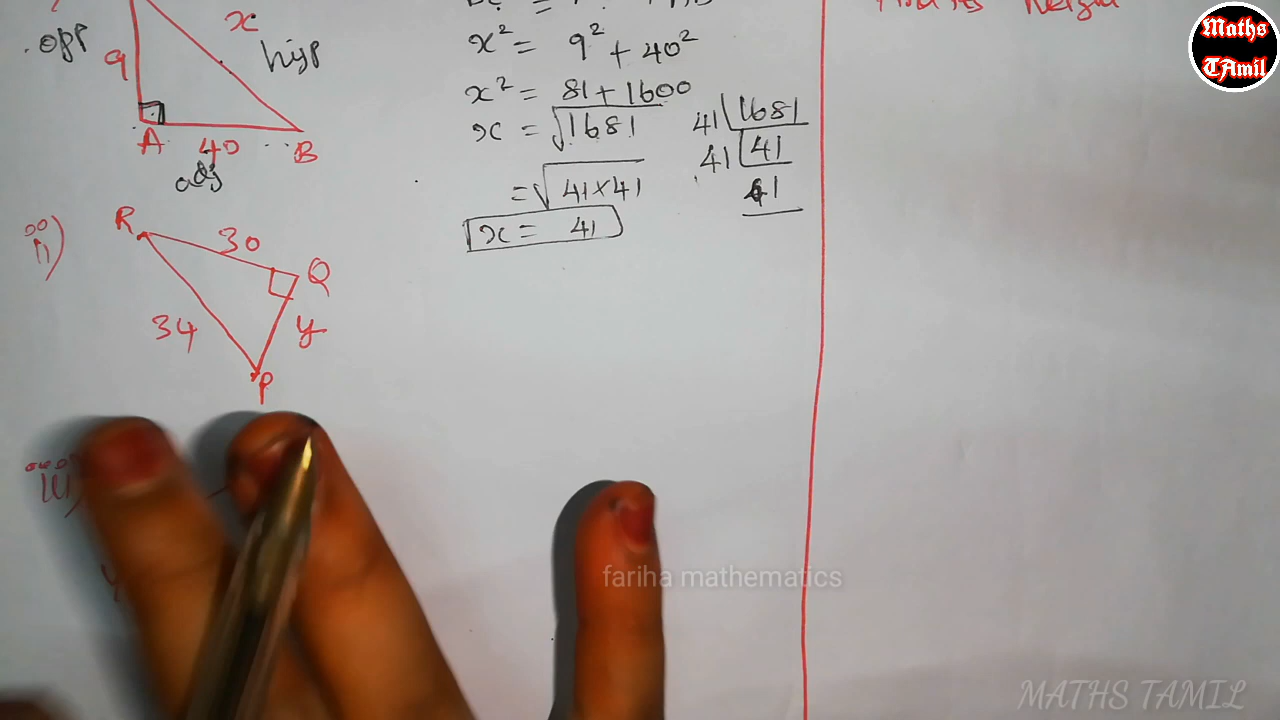 opp
9
x
hyp
A
40
B
adj
x² = 9² + 40²
x² = 81 + 1600
x = √1681
= √41×41
x = 41
41 1681
41 41
Maths
TAmil
ii)
R
30
Q
34
y
P
iii)
fariha mathematics
MATHS TAMIL